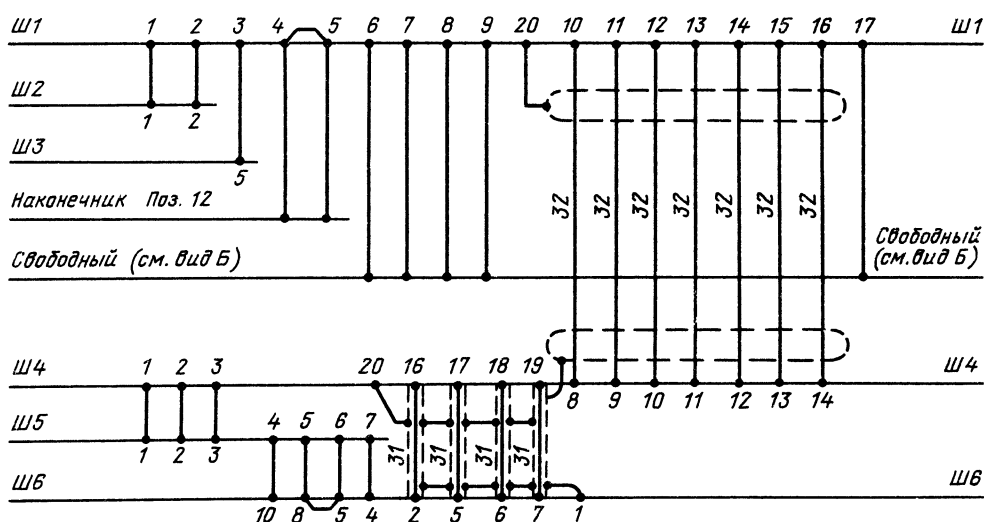 Ш1 1 2 3 4 5 6 7 8 9 20 10 11 12 13 14 15 16 17 Ш1
Ш2
1 2
Ш3
5
Наконечник Поз. 12
32 32 32 32 32 32 32
Свободный (см. вид Б)
Свободный
(см. вид Б)
Ш4 1 2 3 20 16 17 18 19 Ш4
8 9 10 11 12 13 14
Ш5 4 5 6 7
1 2 3
31 31 31 31
Ш6 Ш6
10 8 5 4 2 5 6 7 1